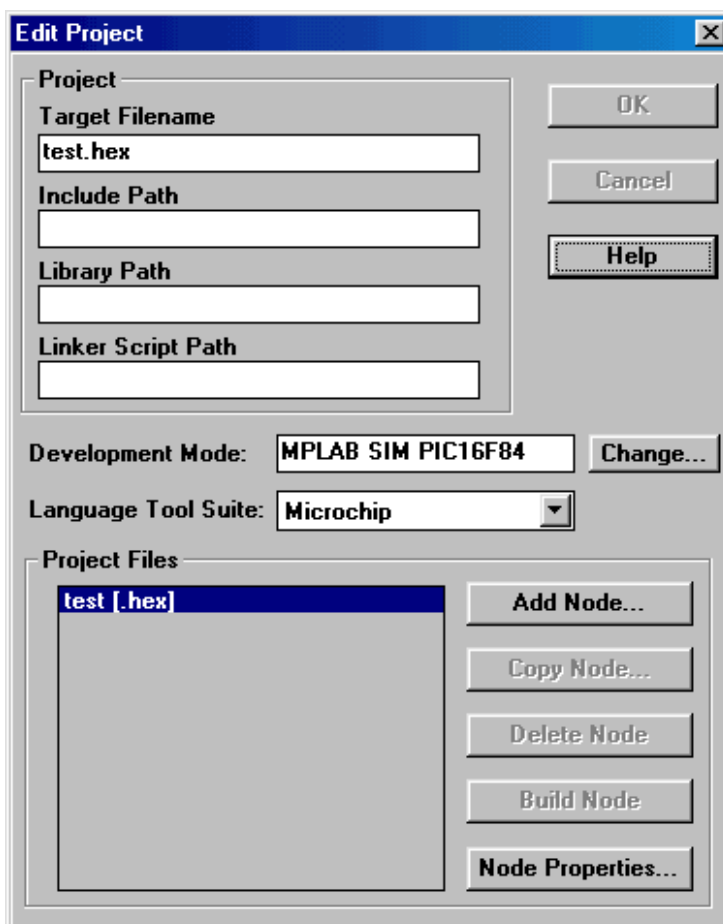 Edit Project
Project
Target Filename
test.hex
Include Path
Library Path
Linker Script Path
OK
Cancel
Help
Development Mode: MPLAB SIM PIC16F84 Change...
Language Tool Suite: Microchip
Project Files
test [.hex]
Add Node...
Copy Node...
Delete Node
Build Node
Node Properties...